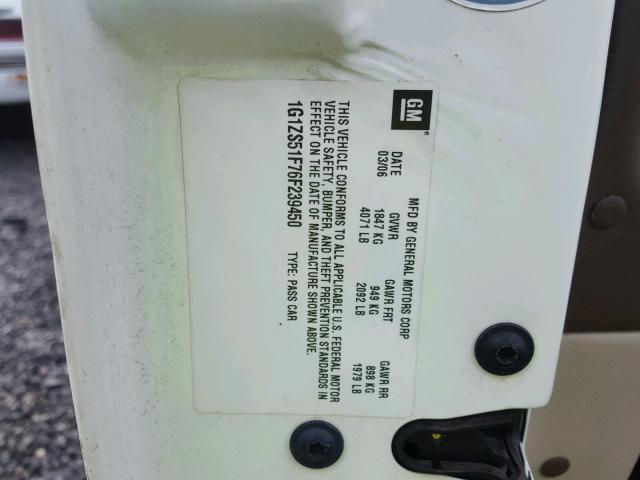 GM
MFD BY GENERAL MOTORS CORP
DATE GVWR GAWR FRT GAWR RR
03/06 1847 KG 949 KG 898 KG
4071 LB 2092 LB 1979 LB
THIS VEHICLE CONFORMS TO ALL APPLICABLE U.S. FEDERAL MOTOR
VEHICLE SAFETY, BUMPER, AND THEFT PREVENTION STANDARDS IN
EFFECT ON THE DATE OF MANUFACTURE SHOWN ABOVE.
1G1ZS51F76F239450 TYPE: PASS CAR